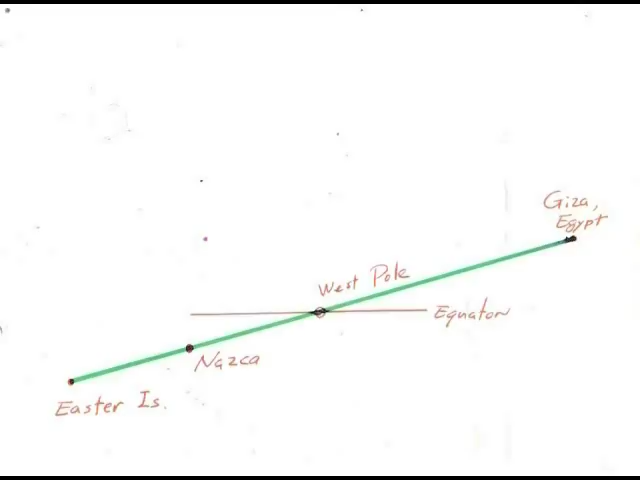 Giza,
Egypt
West Pole
Equator
Nazca
Easter Is.